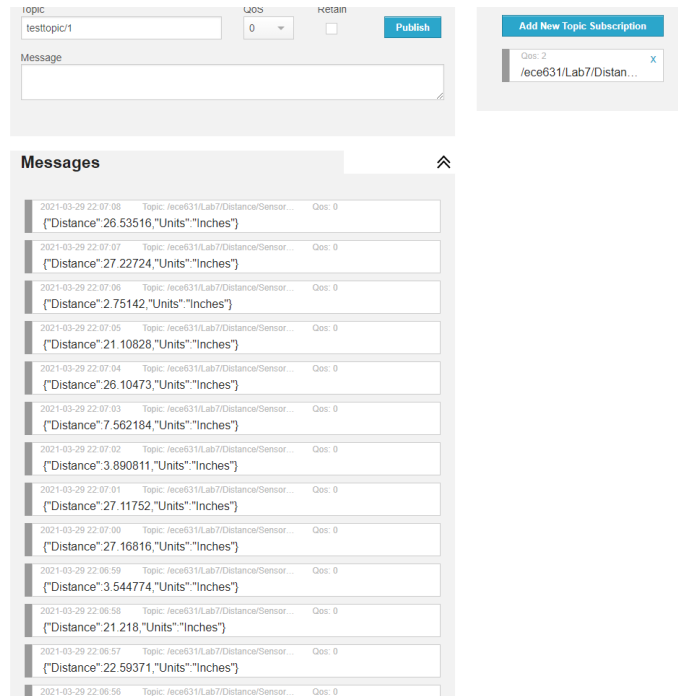 Topic QoS Retain
testtopic/1 0 Publish
Message
Add New Topic Subscription
Qos: 2 x
/ece631/Lab7/Distan...
Messages
2021-03-29 22:07:08 Topic: /ece631/Lab7/Distance/Sensor... Qos: 0
{"Distance":26.53516,"Units":"Inches"}
2021-03-29 22:07:07 Topic: /ece631/Lab7/Distance/Sensor... Qos: 0
{"Distance":27.22724,"Units":"Inches"}
2021-03-29 22:07:06 Topic: /ece631/Lab7/Distance/Sensor... Qos: 0
{"Distance":2.75142,"Units":"Inches"}
2021-03-29 22:07:05 Topic: /ece631/Lab7/Distance/Sensor... Qos: 0
{"Distance":21.10828,"Units":"Inches"}
2021-03-29 22:07:04 Topic: /ece631/Lab7/Distance/Sensor... Qos: 0
{"Distance":26.10473,"Units":"Inches"}
2021-03-29 22:07:03 Topic: /ece631/Lab7/Distance/Sensor... Qos: 0
{"Distance":7.562184,"Units":"Inches"}
2021-03-29 22:07:02 Topic: /ece631/Lab7/Distance/Sensor... Qos: 0
{"Distance":3.890811,"Units":"Inches"}
2021-03-29 22:07:01 Topic: /ece631/Lab7/Distance/Sensor... Qos: 0
{"Distance":27.11752,"Units":"Inches"}
2021-03-29 22:07:00 Topic: /ece631/Lab7/Distance/Sensor... Qos: 0
{"Distance":27.16816,"Units":"Inches"}
2021-03-29 22:06:59 Topic: /ece631/Lab7/Distance/Sensor... Qos: 0
{"Distance":3.544774,"Units":"Inches"}
2021-03-29 22:06:58 Topic: /ece631/Lab7/Distance/Sensor... Qos: 0
{"Distance":21.218,"Units":"Inches"}
2021-03-29 22:06:57 Topic: /ece631/Lab7/Distance/Sensor... Qos: 0
{"Distance":22.59371,"Units":"Inches"}
2021-03-29 22:06:56 Topic: /ece631/Lab7/Distance/Sensor... Qos: 0